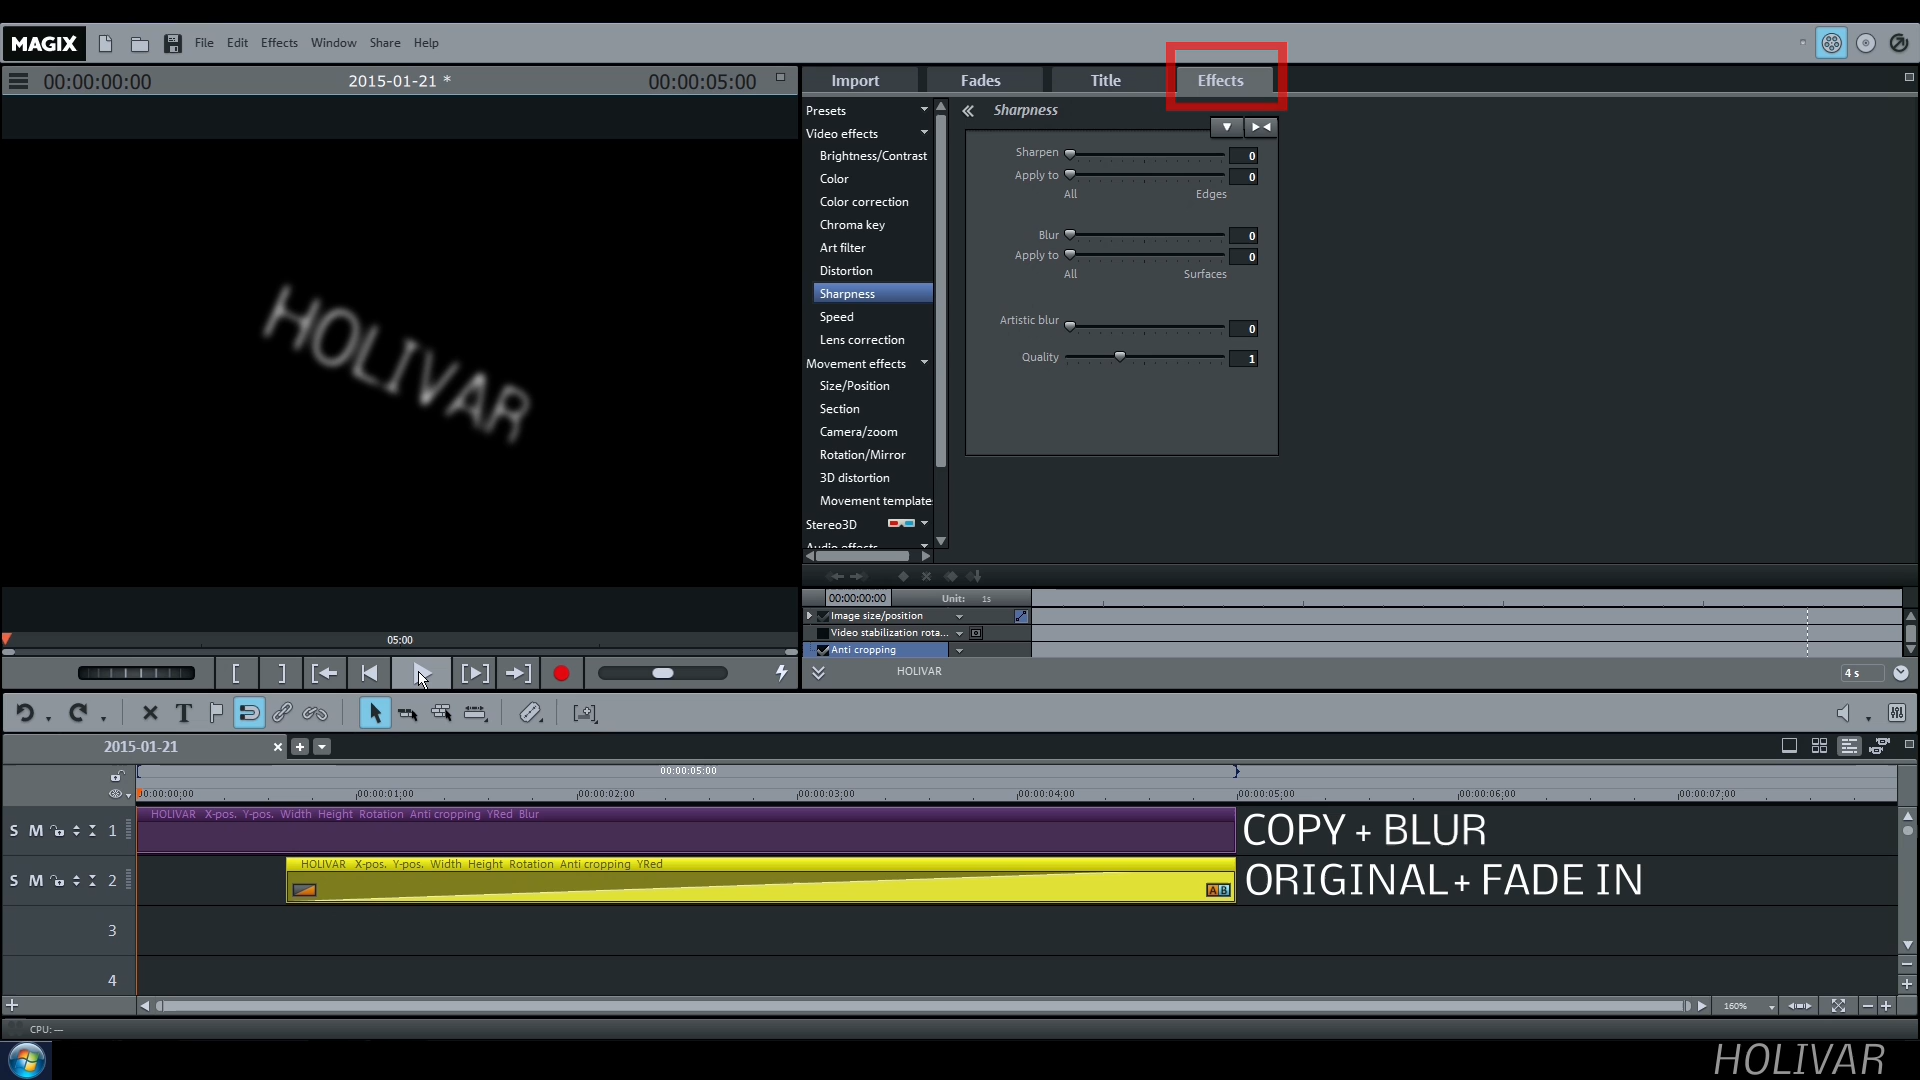 MAGIX File Edit Effects Window Share Help
00:00:00:00 2015-01-21 * 00:00:05:00
Import Fades Title Effects
Presets
Video effects
Brightness/Contrast
Color
Color correction
Chroma key
Art filter
Distortion
Sharpness
Speed
Lens correction
Movement effects
Size/Position
Section
Camera/zoom
Rotation/Mirror
3D distortion
Movement template
Stereo3D
Audio effects
Sharpness
Sharpen 0
Apply to 0
All Edges
Blur 0
Apply to 0
All Surfaces
Artistic blur 0
Quality 1
HOLIVAR
05:00
00:00:00:00 Unit: 1s
Image size/position
Video stabilization rota...
Anti cropping
HOLIVAR 4 s
2015-01-21
00:00:05:00
00:00:00;00 00:00:01;00 00:00:02;00 00:00:03;00 00:00:04;00 00:00:05;00 00:00:06;00 00:00:07;00
S M 1 HOLIVAR X-pos. Y-pos. Width Height Rotation Anti cropping YRed Blur
COPY + BLUR
S M 2 HOLIVAR X-pos. Y-pos. Width Height Rotation Anti cropping YRed
A B
ORIGINAL + FADE IN
3
4
160%
CPU: —
HOLIVAR